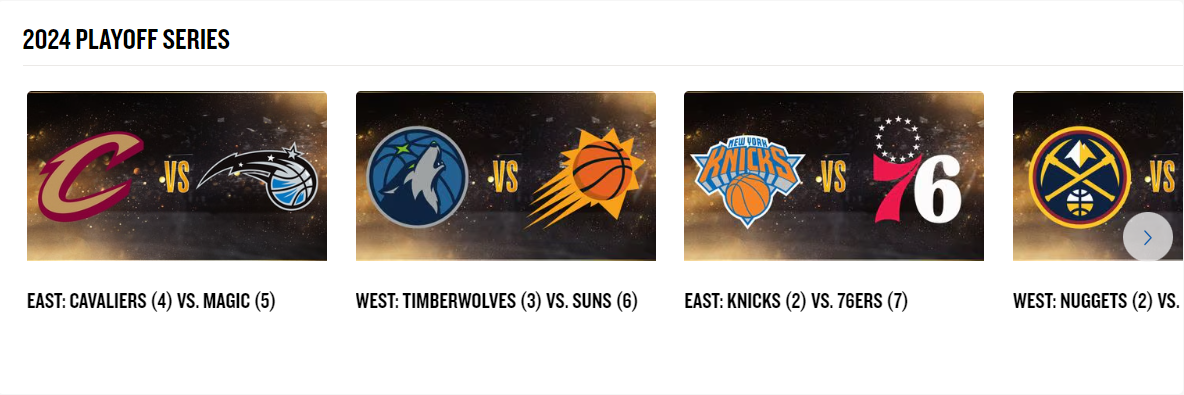 2024 PLAYOFF SERIES
VS
VS
NEW YORK
KNICKS
VS
76
VS
EAST: CAVALIERS (4) VS. MAGIC (5)
WEST: TIMBERWOLVES (3) VS. SUNS (6)
EAST: KNICKS (2) VS. 76ERS (7)
WEST: NUGGETS (2) VS.